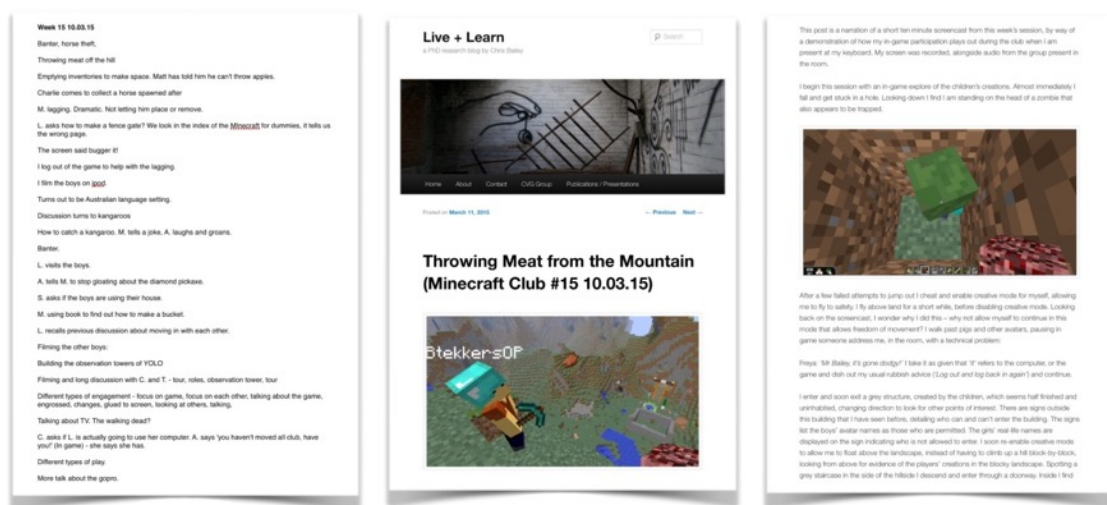 Week 15 10.03.15
Banter, horse theft,
Throwing meat off the hill
Emptying inventories to make space. Matt has told him he can't throw apples.
Charlie comes to collect a horse spawned after
M. lagging. Dramatic. Not letting him place or remove.
L. asks how to make a fence gate? We look in the index of the Minecraft for dummies, it tells us
the wrong page.
The screen said bugger it!
I log out of the game to help with the lagging.
I film the boys on ipod.
Turns out to be Australian language setting.
Discussion turns to kangaroos
How to catch a kangaroo. M. tells a joke, A. laughs and groans.
Banter.
L. visits the boys.
A. tells M. to stop gloating about the diamond pickaxe.
S. asks if the boys are using their house.
M. using book to find out how to make a bucket.
L. recalls previous discussion about moving in with each other.
Filming the other boys:
Building the observation towers of YOLO
Filming and long discussion with C. and T. - tour, roles, observation tower, tour
Different types of engagement - focus on game, focus on each other, talking about the game,
engrossed, changes, glued to screen, looking at others, talking,
Talking about TV. The walking dead?
C. asks if L. is actually going to use her computer. A. says 'you haven't moved all club, have
you!' (In game) - she says she has.
Different types of play.
More talk about the gopro.
Live + Learn
a PhD research blog by Chris Bailey
Search
Home About Contact CVG Group Publications / Presentations
Posted on March 11, 2015
← Previous Next →
Throwing Meat from the Mountain
(Minecraft Club #15 10.03.15)
BtekkersOP
This post is a narration of a short ten minute screencast from this week's session, by way of
a demonstration of how my in-game participation plays out during the club when I am
present at my keyboard. My screen was recorded, alongside audio from the group present in
the room.
I begin this session with an in-game explore of the children's creations. Almost immediately I
fall and get stuck in a hole. Looking down I find I am standing on the head of a zombie that
also appears to be trapped.
After a few failed attempts to jump out I cheat and enable creative mode for myself, allowing
me to fly to safety. I fly above land for a short while, before disabling creative mode. Looking
back on the screencast, I wonder why I did this – why not allow myself to continue in this
mode that allows freedom of movement? I walk past pigs and other avatars, pausing in
game someone address me, in the room, with a technical problem:
Freya: 'Mr Bailey, it's gone dodgy!' I take it as given that 'it' refers to the computer, or the
game and dish out my usual rubbish advice ('Log out and log back in again') and continue.
I enter and soon exit a grey structure, created by the children, which seems half finished and
uninhabited, changing direction to look for other points of interest. There are signs outside
this building that I have seen before, detailing who can and can't enter the building. The signs
list the boys' avatar names as those who are permitted. The girls' real life names are
displayed on the sign indicating who is not allowed to enter. I soon re-enable creative mode
to allow me to float above the landscape, instead of having to climb up a hill block-by-block,
looking from above for evidence of the players' creations in the blocky landscape. Spotting a
grey staircase in the side of the hillside I descend and enter through a doorway. Inside I find